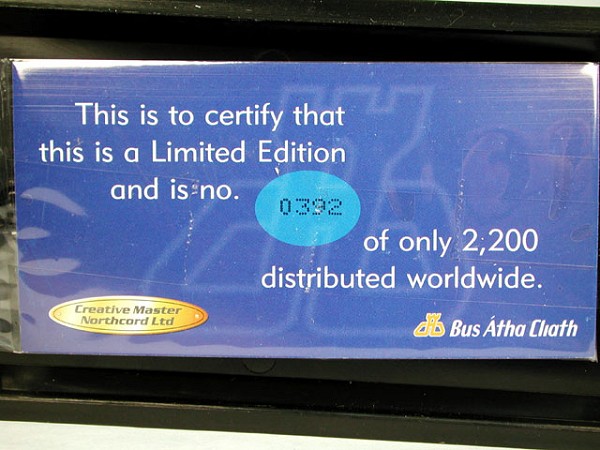 This is to certify that
this is a Limited Edition
and is no.
0392
of only 2,200
distributed worldwide.
Creative Master
Northcord Ltd
Bus Átha Cliath